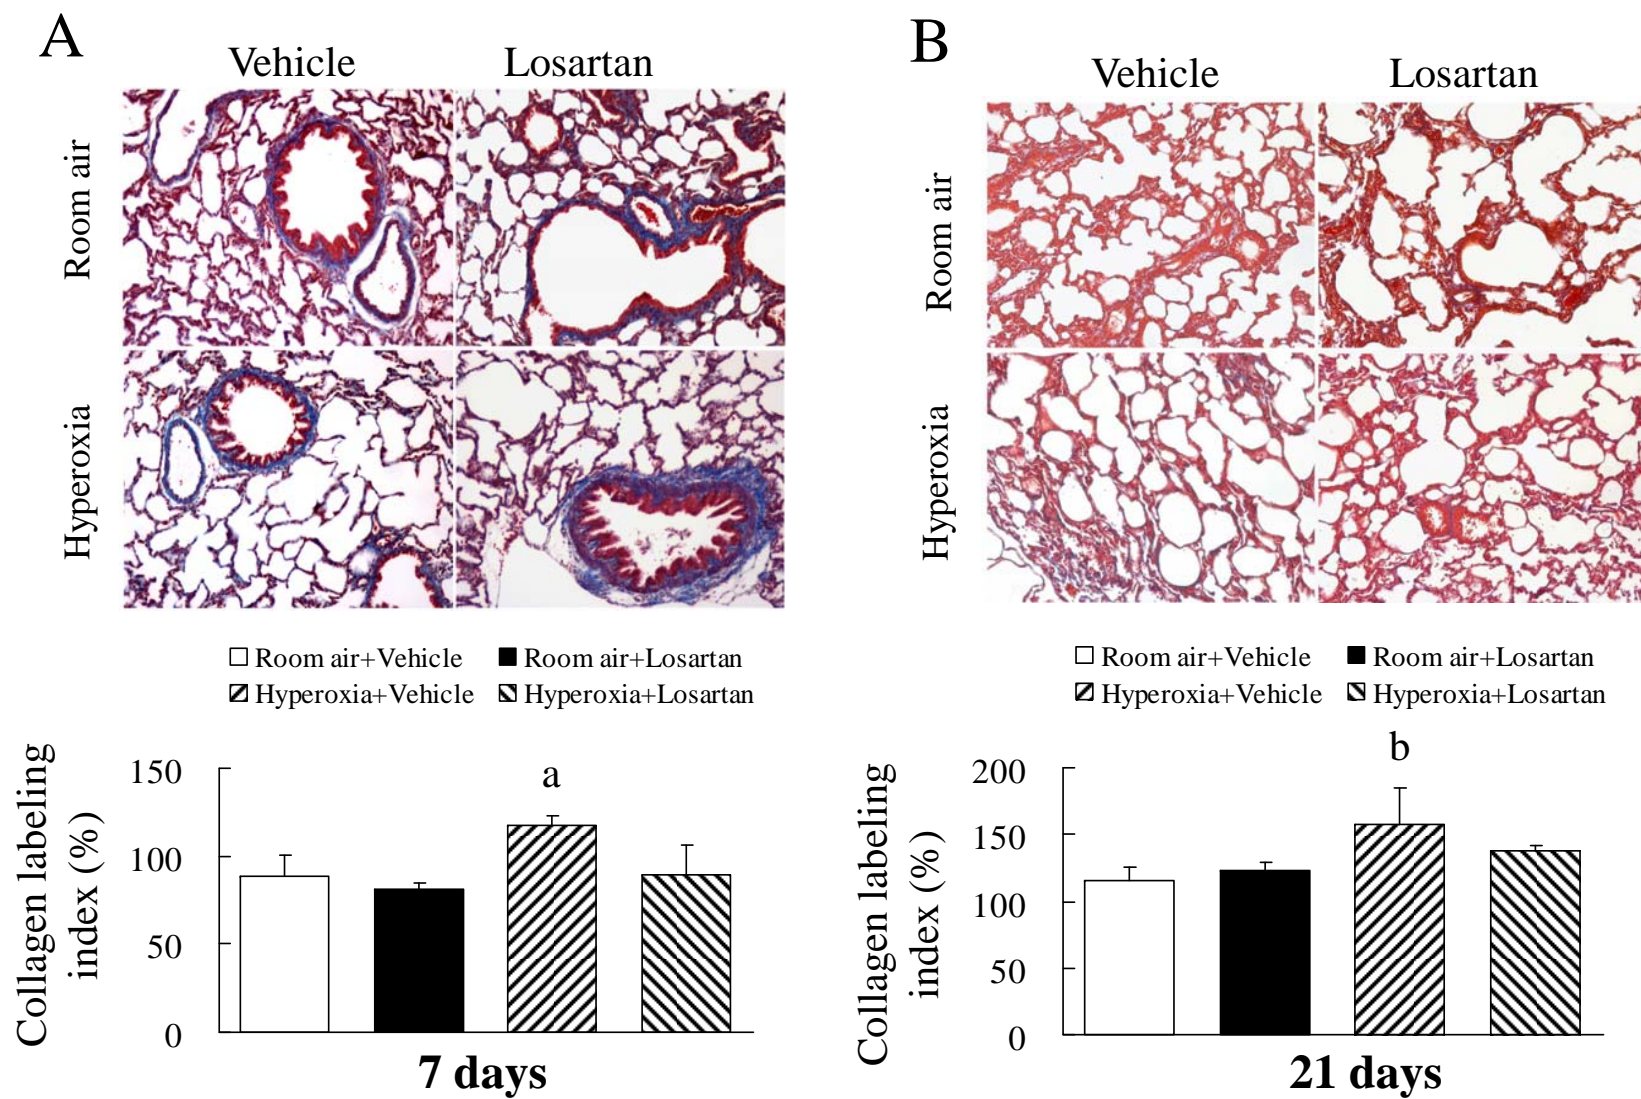 A
Vehicle
Losartan
Room air
Hyperoxia
Room air+Vehicle
Room air+Losartan
Hyperoxia+Vehicle
Hyperoxia+Losartan
a
Collagen labeling
index (%)
150
100
50
0
7 days
B
Vehicle
Losartan
Room air
Hyperoxia
Room air+Vehicle
Room air+Losartan
Hyperoxia+Vehicle
Hyperoxia+Losartan
b
Collagen labeling
index (%)
200
150
100
50
0
21 days